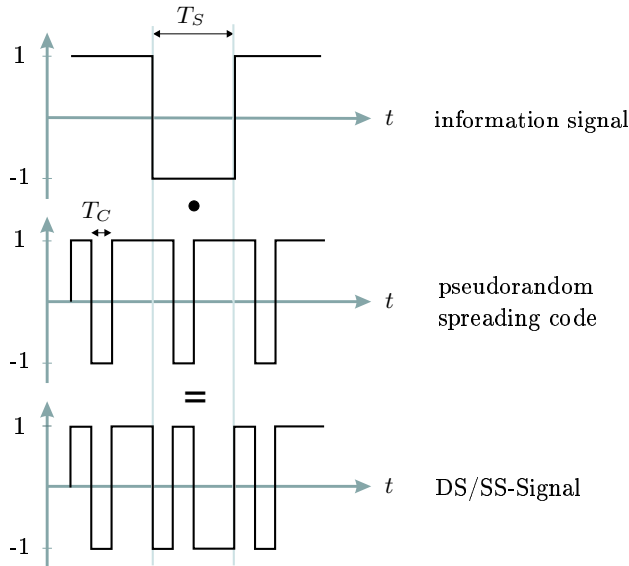 T_S
1
t
information signal
-1
•
T_C
1
t
pseudorandom
spreading code
-1
=
1
t
DS/SS-Signal
-1